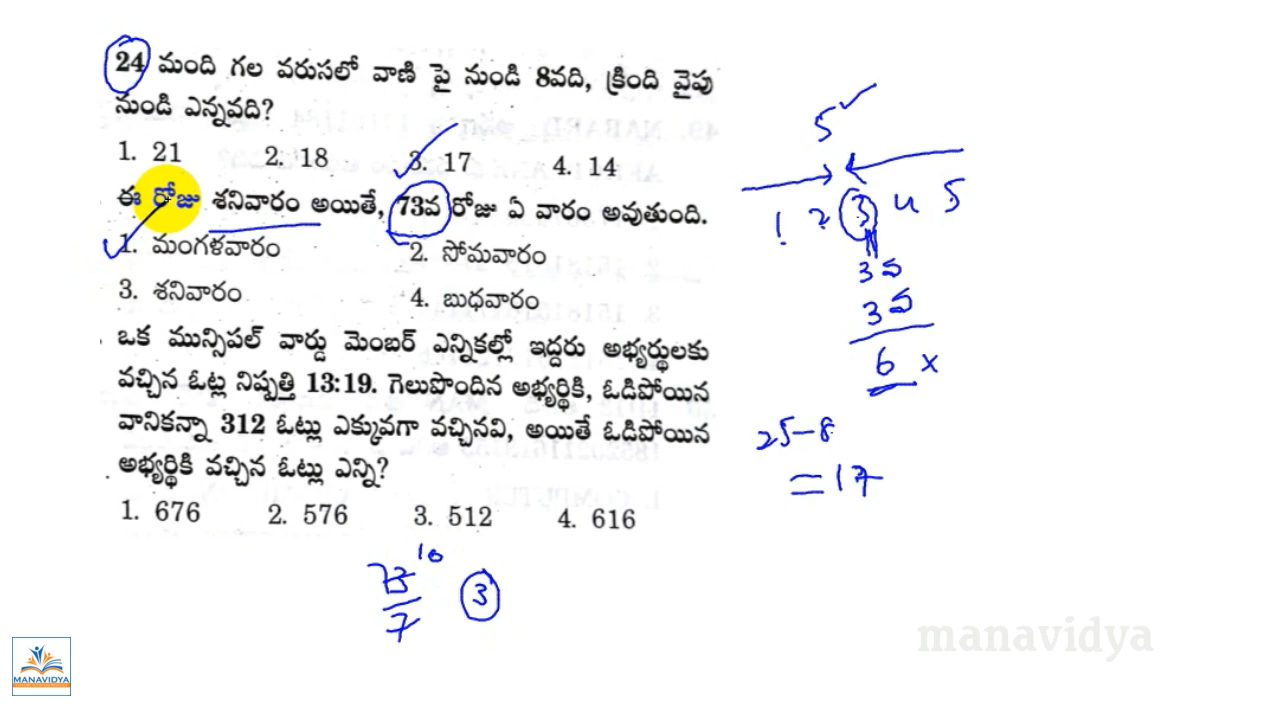 24 మంది గల వరుసలో వాణి పై నుండి 8వది, క్రింది వైపు
నుండి ఎన్నవది?
1. 21 2. 18 3. 17 4. 14
ఈ రోజు శనివారం అయితే, 73వ రోజు ఏ వారం అవుతుంది.
1. మంగళవారం 2. సోమవారం
3. శనివారం 4. బుధవారం
ఒక మున్సిపల్ వార్డు మెంబర్ ఎన్నికల్లో ఇద్దరు అభ్యర్థులకు
వచ్చిన ఓట్ల నిష్పత్తి 13:19. గెలుపొందిన అభ్యర్థికి, ఓడిపోయిన
వానికన్నా 312 ఓట్లు ఎక్కువగా వచ్చినవి, అయితే ఓడిపోయిన
అభ్యర్థికి వచ్చిన ఓట్లు ఎన్ని?
1. 676 2. 576 3. 512 4. 616
5
1 2 3 4 5
3వ
3వ
6 x
25-8
=17
73 10
7
3
manavidya
MANAVIDYA